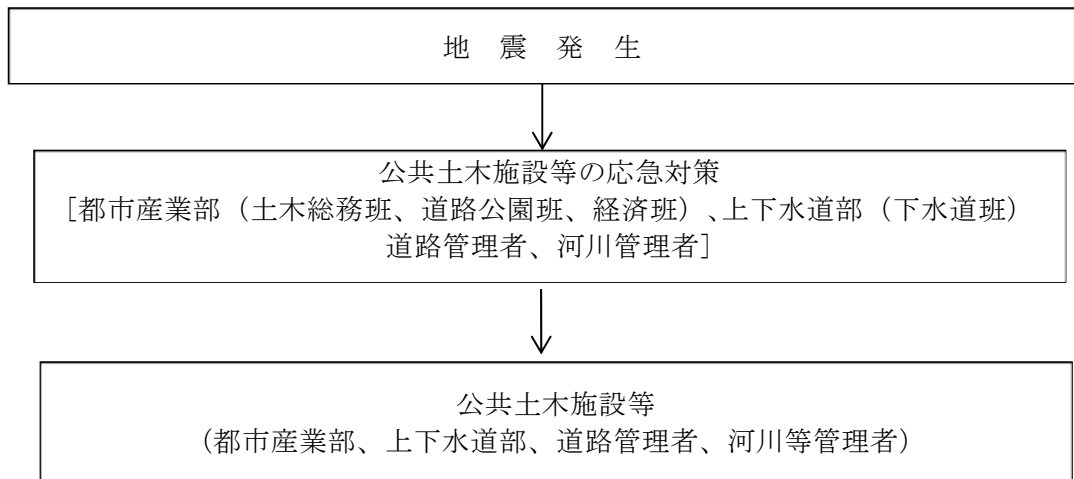 地　震　発　生
公共土木施設等の応急対策
[都市産業部（土木総務班、道路公園班、経済班）、上下水道部（下水道班）
道路管理者、河川管理者]
公共土木施設等
（都市産業部、上下水道部、道路管理者、河川等管理者）